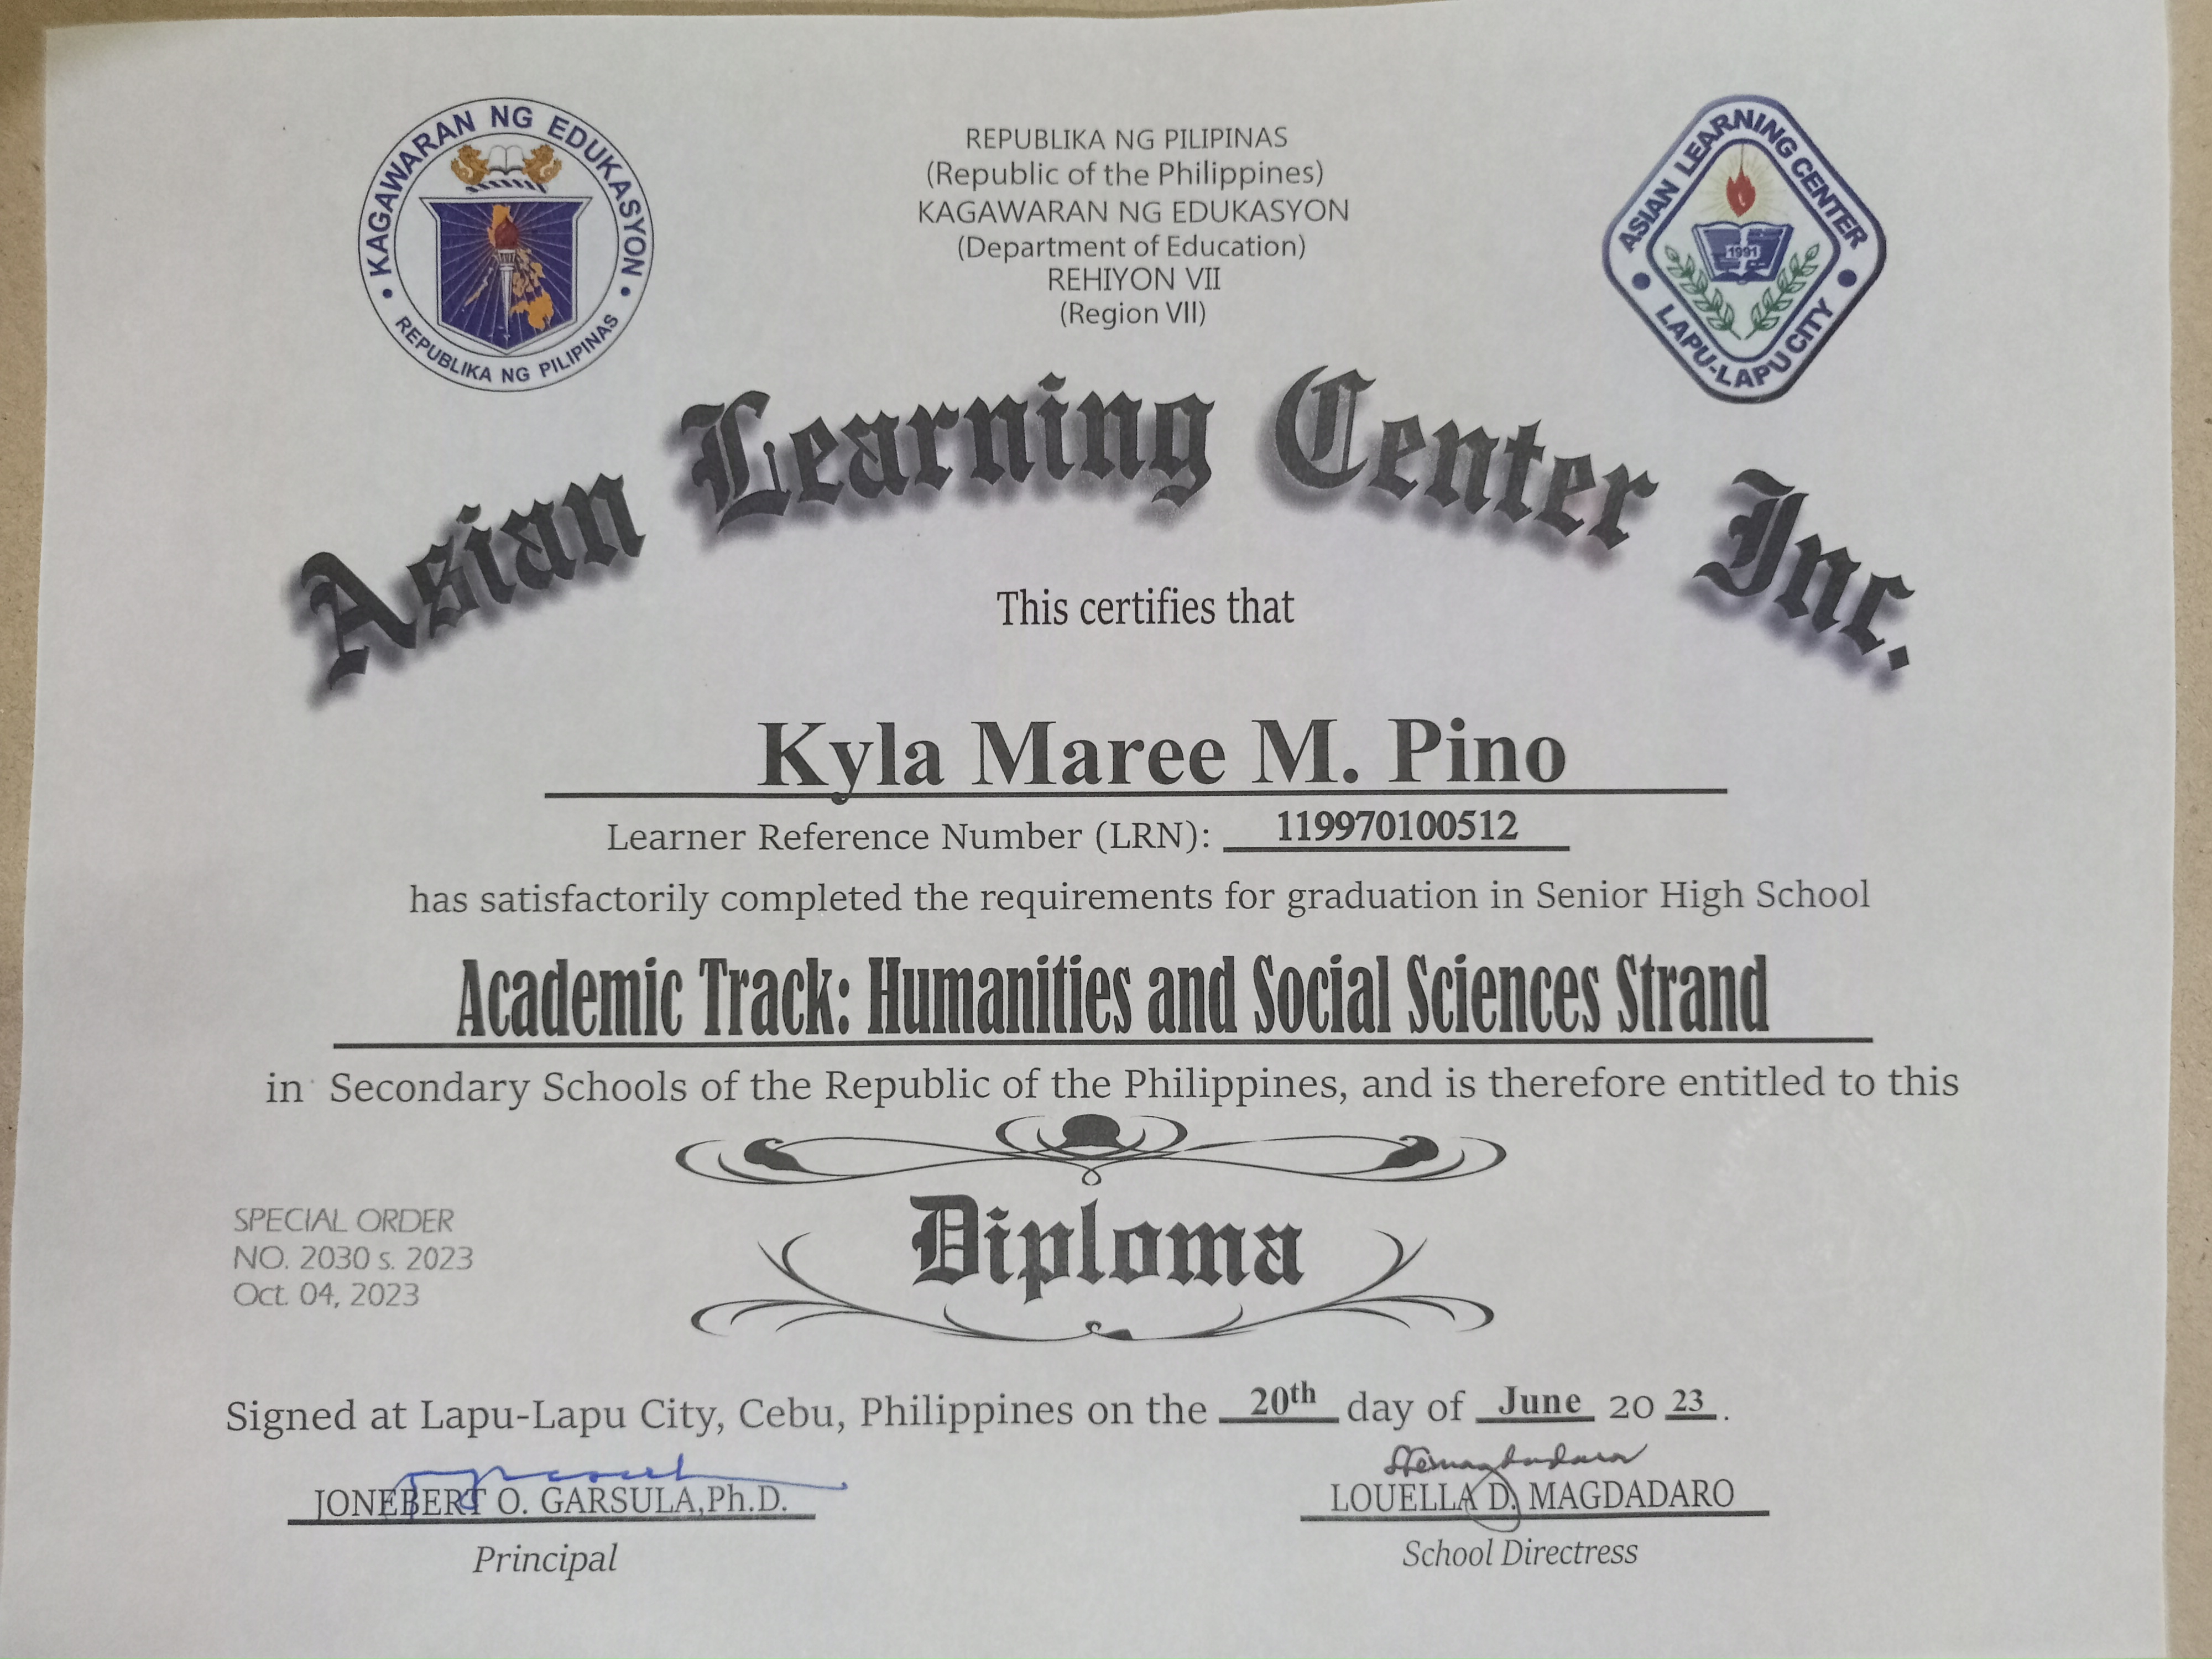 KAGAWARAN NG EDUKASYON
REPUBLIKA NG PILIPINAS
REPUBLIKA NG PILIPINAS
(Republic of the Philippines)
KAGAWARAN NG EDUKASYON
(Department of Education)
REHIYON VII
(Region VII)
ASIAN LEARNING CENTER
1991
LAPU-LAPU CITY
Asian Learning Center Inc.
This certifies that
Kyla Maree M. Pino
Learner Reference Number (LRN): 119970100512
has satisfactorily completed the requirements for graduation in Senior High School
Academic Track: Humanities and Social Sciences Strand
in Secondary Schools of the Republic of the Philippines, and is therefore entitled to this
Diploma
SPECIAL ORDER
NO. 2030 s. 2023
Oct. 04, 2023
Signed at Lapu-Lapu City, Cebu, Philippines on the 20th day of June 20 23.
JONEBERT O. GARSULA,Ph.D.
Principal
LOUELLA D. MAGDADARO
School Directress